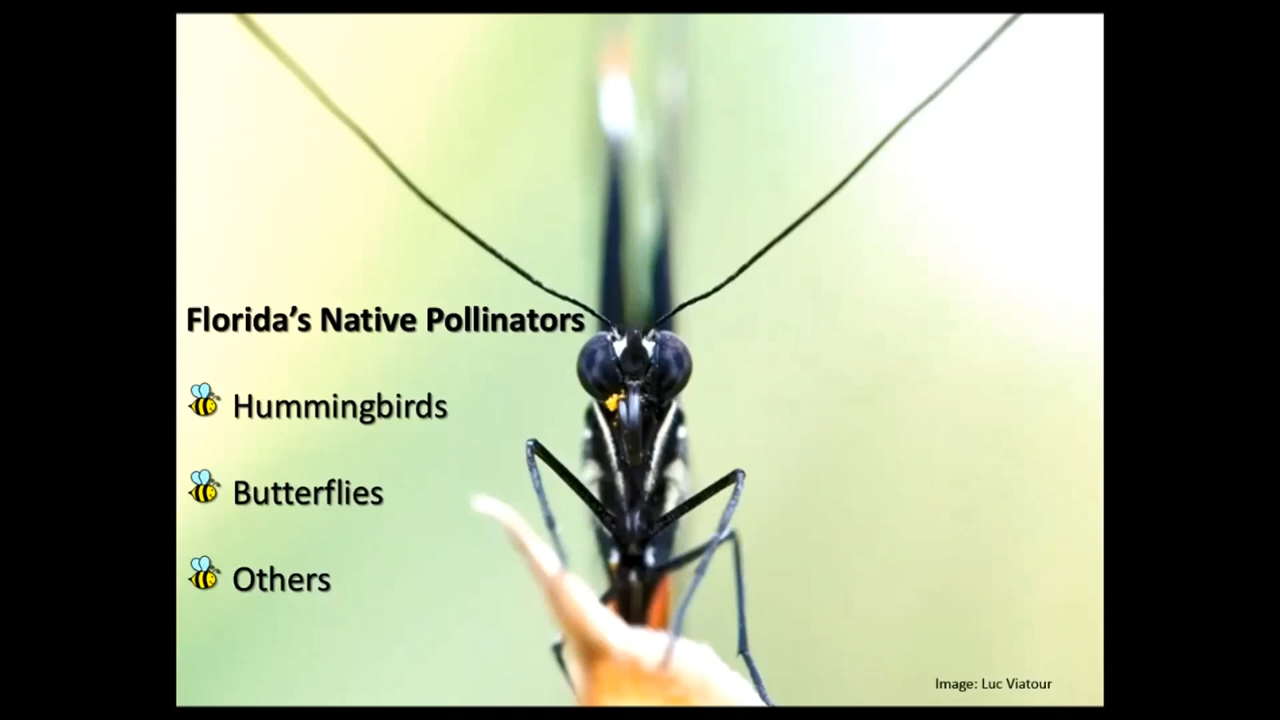 Florida’s Native Pollinators
Hummingbirds
Butterflies
Others
Image: Luc Viatour